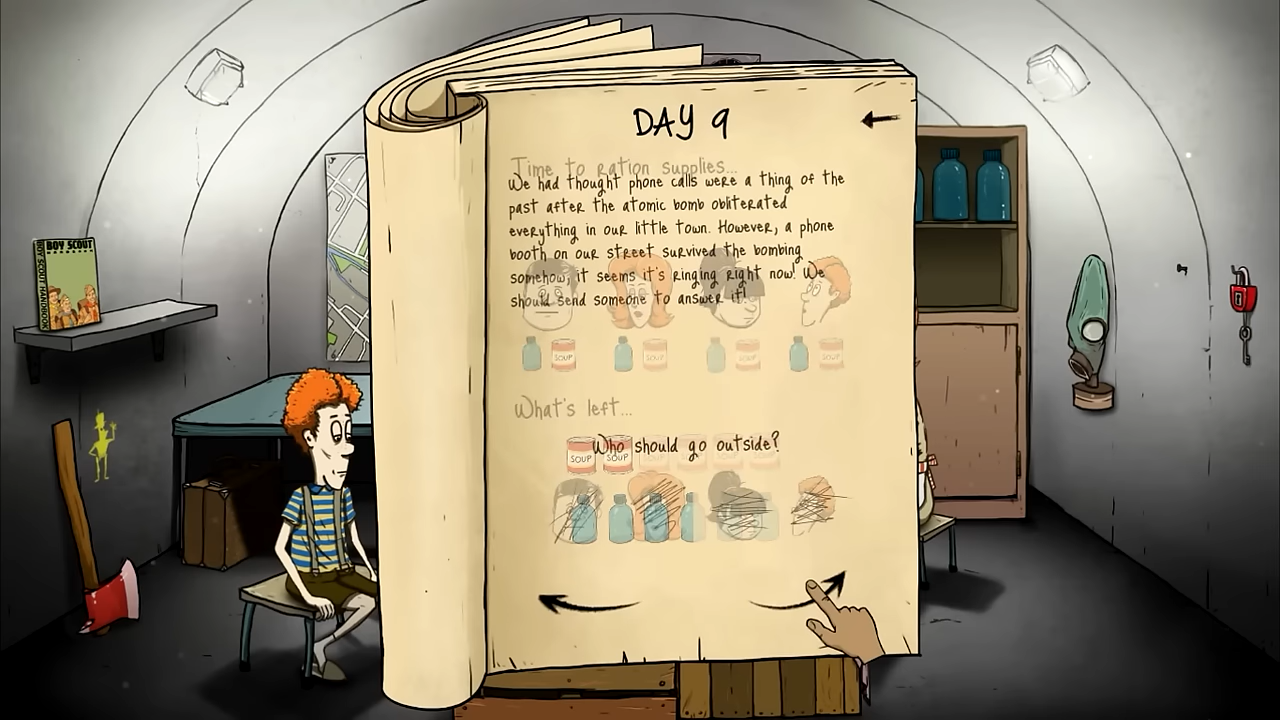 DAY 9
Time to ration supplies...
We had thought phone calls were a thing of the
past after the atomic bomb obliterated
everything in our little town. However, a phone
booth on our street survived the bombing
somehow, it seems it's ringing right now! We
should send someone to answer it!
SOUP SOUP SOUP SOUP
What's left...
Who should go outside?
SOUP SOUP
BOY SCOUT
BOY SCOUT HANDBOOK